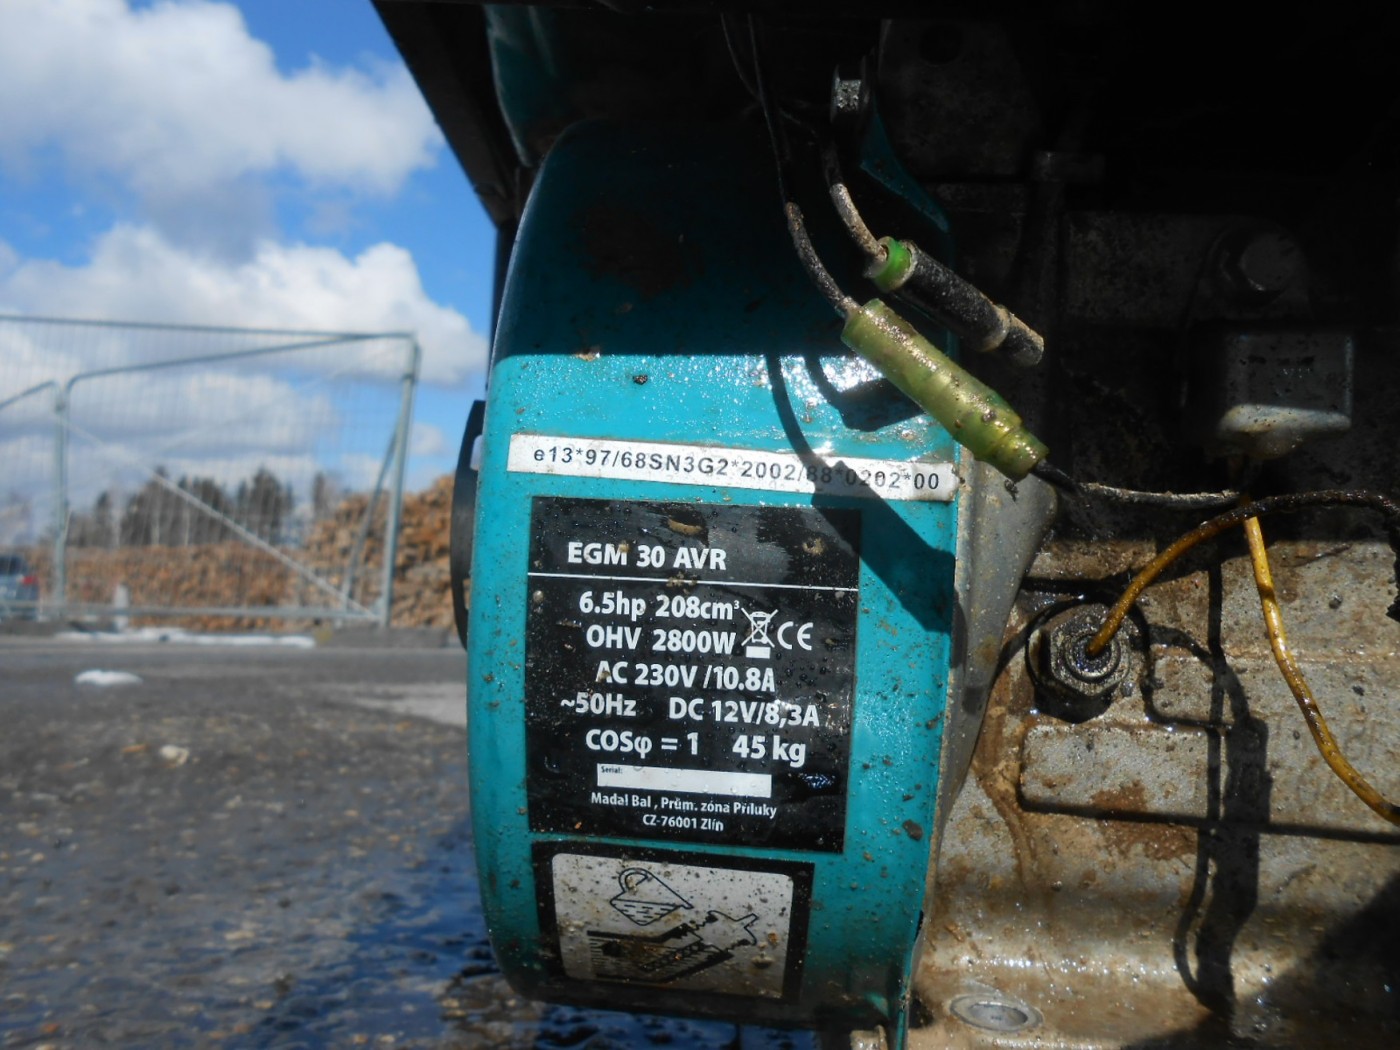 e13*97/68SN3G2*2002/88*0202*00
EGM 30 AVR
6.5hp 208cm³
OHV 2800W CE
AC 230V /10.8A
~50Hz DC 12V/8,3A
COSφ = 1 45 kg
Serial:
Madal Bal , Prům. zóna Příluky
CZ-76001 Zlín